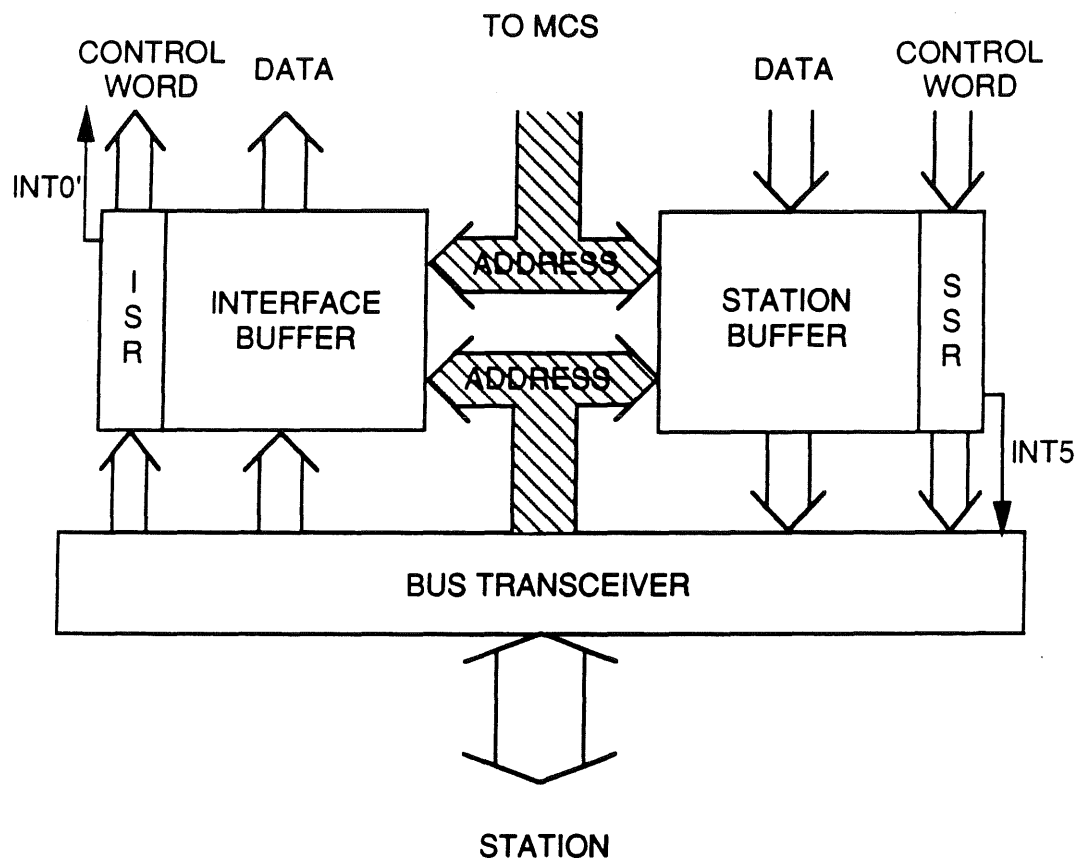 TO MCS
CONTROL
WORD
DATA
DATA
CONTROL
WORD
INT0'
I
S
R
INTERFACE
BUFFER
ADDRESS
ADDRESS
STATION
BUFFER
S
S
R
INT5
BUS TRANSCEIVER
STATION